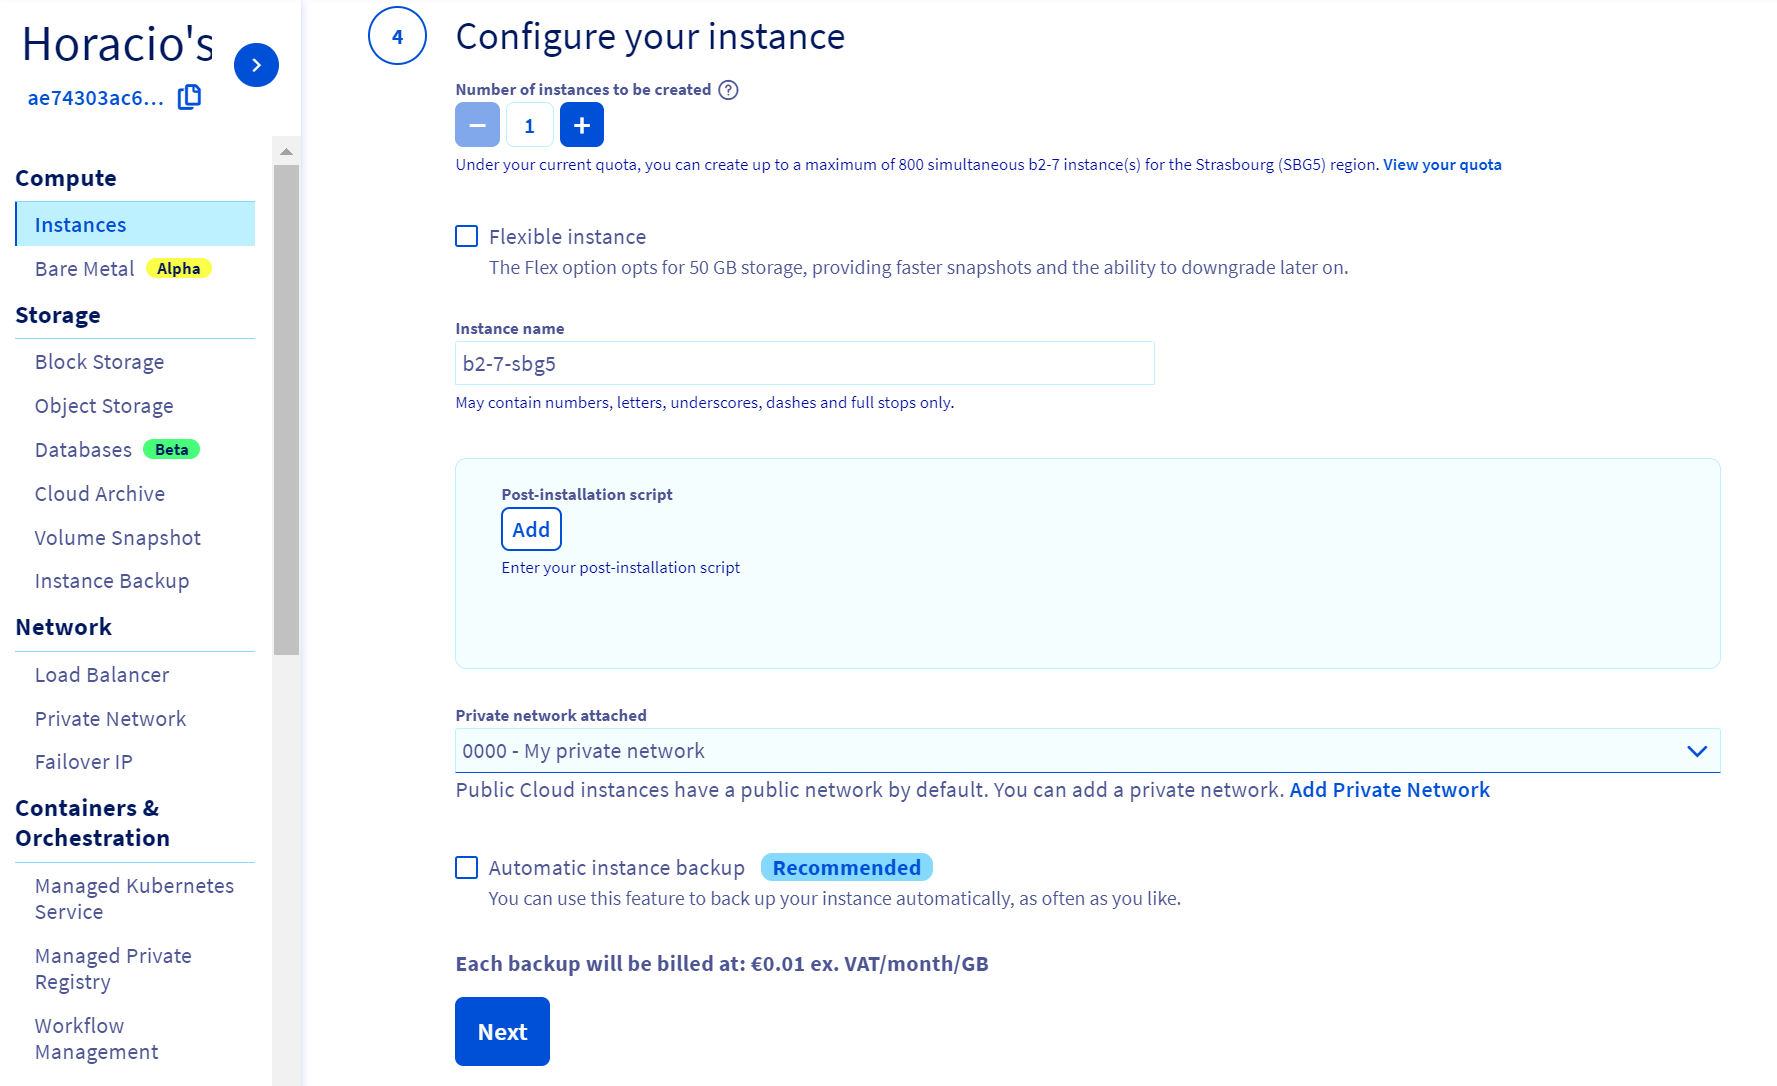 Horacio's
ae74303ac6...
Compute
Instances
Bare Metal Alpha
Storage
Block Storage
Object Storage
Databases Beta
Cloud Archive
Volume Snapshot
Instance Backup
Network
Load Balancer
Private Network
Failover IP
Containers &
Orchestration
Managed Kubernetes
Service
Managed Private
Registry
Workflow
Management
4 Configure your instance
Number of instances to be created ?
− 1 +
Under your current quota, you can create up to a maximum of 800 simultaneous b2-7 instance(s) for the Strasbourg (SBG5) region. View your quota
Flexible instance
The Flex option opts for 50 GB storage, providing faster snapshots and the ability to downgrade later on.
Instance name
b2-7-sbg5
May contain numbers, letters, underscores, dashes and full stops only.
Post-installation script
Add
Enter your post-installation script
Private network attached
0000 - My private network
Public Cloud instances have a public network by default. You can add a private network. Add Private Network
Automatic instance backup Recommended
You can use this feature to back up your instance automatically, as often as you like.
Each backup will be billed at: €0.01 ex. VAT/month/GB
Next